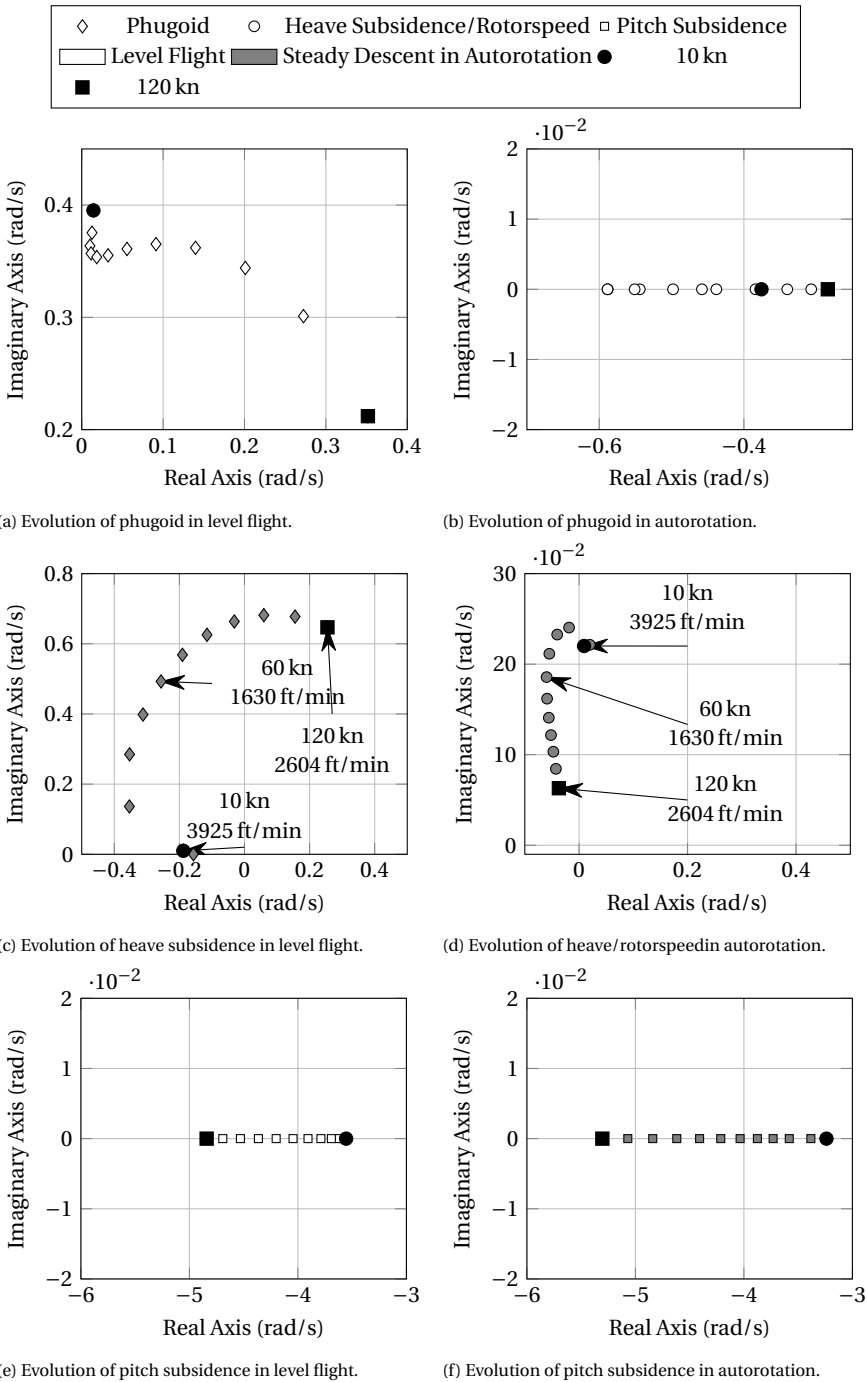 Phugoid Heave Subsidence/Rotorspeed Pitch Subsidence
Level Flight Steady Descent in Autorotation 10 kn
120 kn
Imaginary Axis (rad/s)
0.4
0.3
0.2
0 0.1 0.2 0.3 0.4
Real Axis (rad/s)
(a) Evolution of phugoid in level flight.
·10−2
Imaginary Axis (rad/s)
2
1
0
−1
−2
−0.6 −0.4
Real Axis (rad/s)
(b) Evolution of phugoid in autorotation.
Imaginary Axis (rad/s)
0.8
0.6
0.4
0.2
0
60 kn
1630 ft/min
120 kn
2604 ft/min
10 kn
3925 ft/min
−0.4 −0.2 0 0.2 0.4
Real Axis (rad/s)
(c) Evolution of heave subsidence in level flight.
·10−2
Imaginary Axis (rad/s)
30
20
10
0
10 kn
3925 ft/min
60 kn
1630 ft/min
120 kn
2604 ft/min
0 0.2 0.4
Real Axis (rad/s)
(d) Evolution of heave/rotorspeedin autorotation.
·10−2
Imaginary Axis (rad/s)
2
1
0
−1
−2
−6 −5 −4 −3
Real Axis (rad/s)
(e) Evolution of pitch subsidence in level flight.
·10−2
Imaginary Axis (rad/s)
2
1
0
−1
−2
−6 −5 −4 −3
Real Axis (rad/s)
(f) Evolution of pitch subsidence in autorotation.